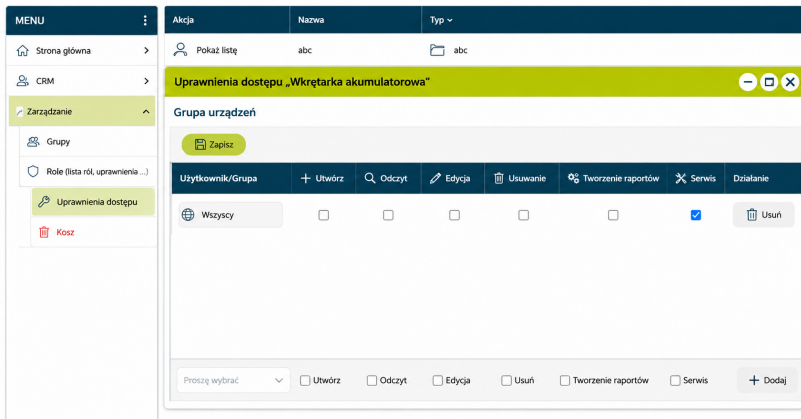 MENU
Akcja Nazwa Typ
Strona główna
Pokaż listę abc abc
CRM
Uprawnienia dostępu „Wkrętarka akumulatorowa"
Zarządzanie
Grupa urządzeń
Grupy
Zapisz
Role (lista ról, uprawnienia ...)
Użytkownik/Grupa Utwórz Odczyt Edycja Usuwanie Tworzenie raportów Serwis Działanie
Uprawnienia dostępu
Wszyscy Usuń
Kosz
Proszę wybrać Utwórz Odczyt Edycja Usuń Tworzenie raportów Serwis Dodaj